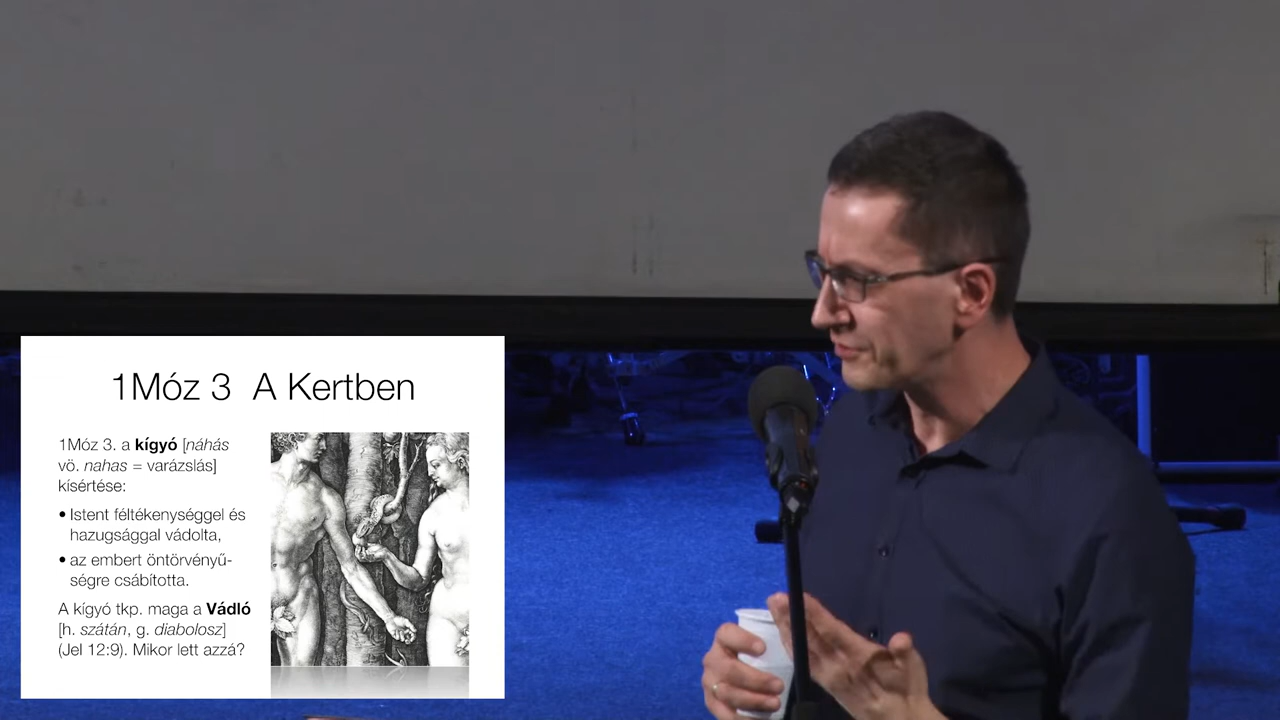 1Móz 3 A Kertben
1Móz 3. a kígyó [náhás
vö. nahas = varázslás]
kísértése:
• Istent féltékenységgel és
hazugsággal vádolta,
• az embert öntörvényű-
ségre csábította.
A kígyó tkp. maga a Vádló
[h. szátán, g. diabolosz]
(Jel 12:9). Mikor lett azzá?